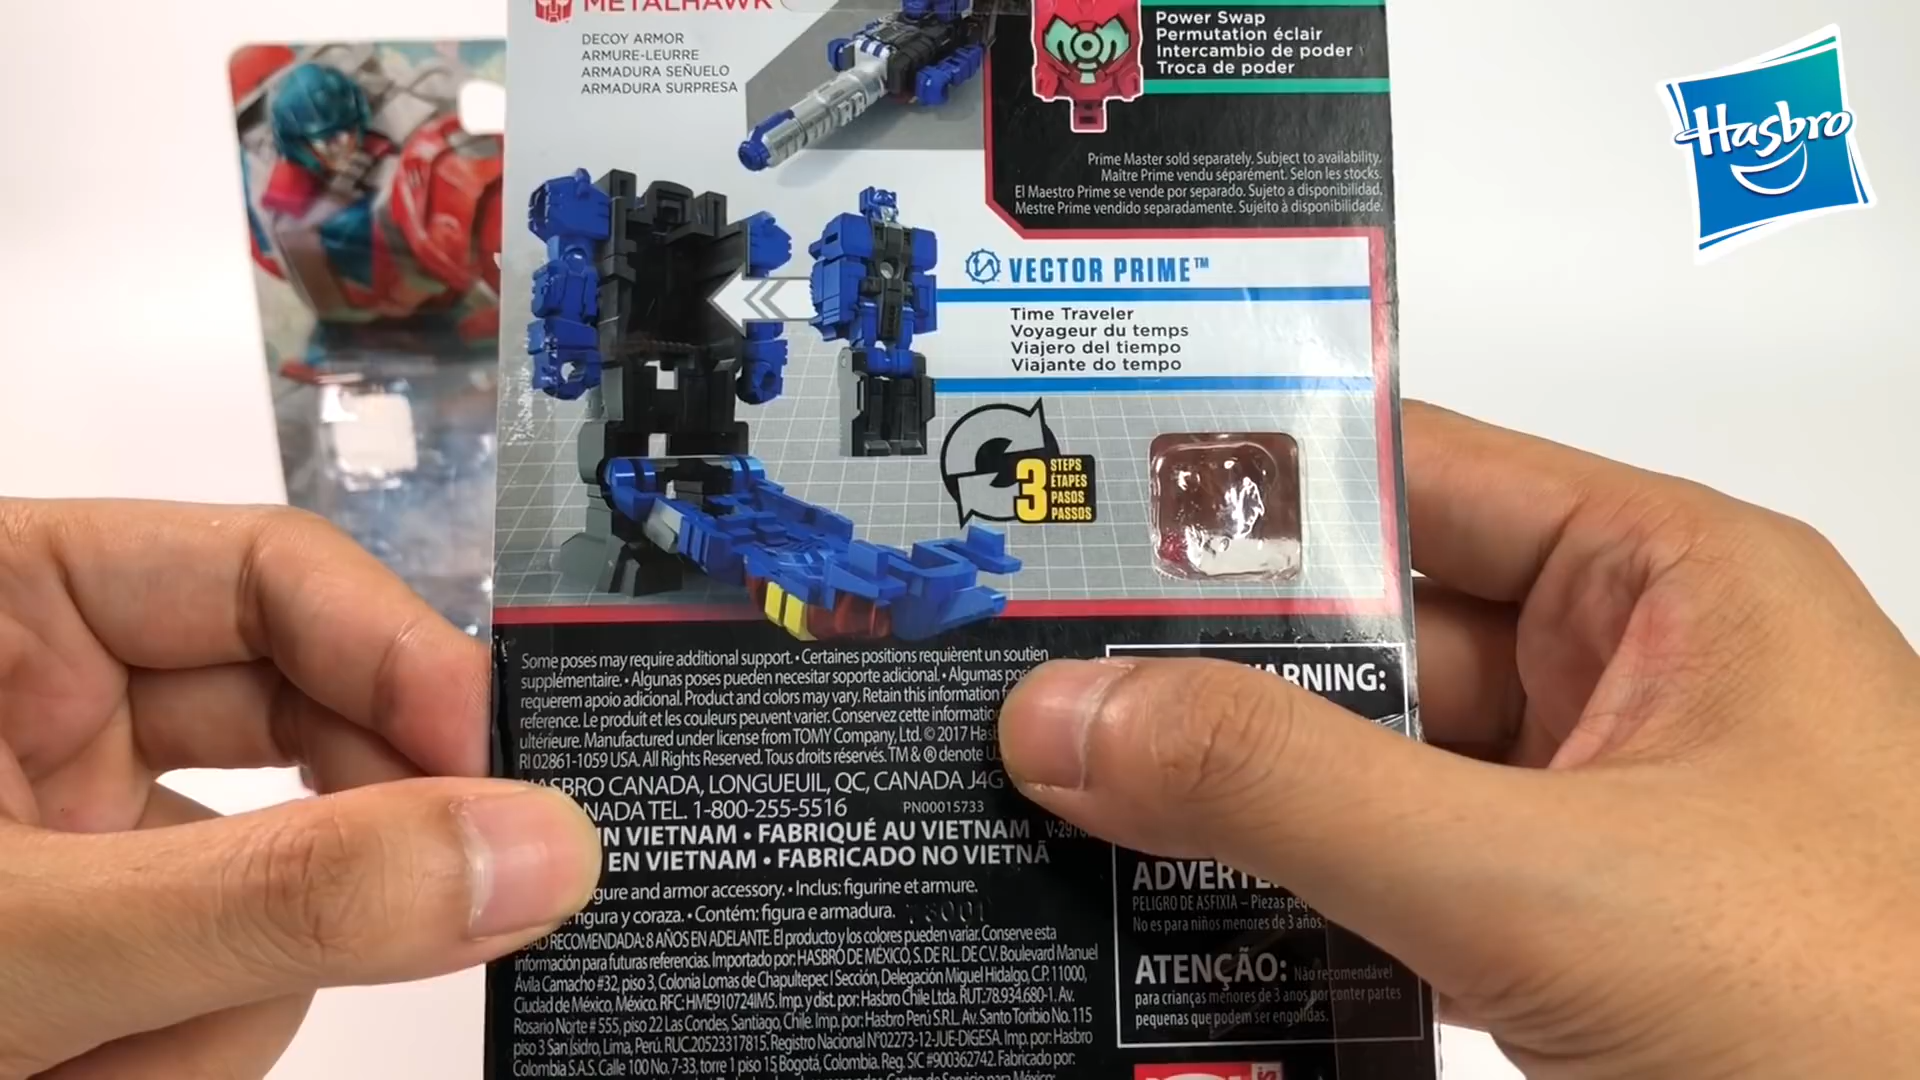 METALHAWK
DECOY ARMOR
ARMURE-LEURRE
ARMADURA SEÑUELO
ARMADURA SURPRESA
Power Swap
Permutation éclair
Intercambio de poder
Troca de poder
Prime Master sold separately. Subject to availability.
Maître Prime vendu séparément. Selon les stocks.
El Maestro Prime se vende por separado. Sujeto a disponibilidad.
Mestre Prime vendido separadamente. Sujeito à disponibilidade.
Hasbro
VECTOR PRIME™
Time Traveler
Voyageur du temps
Viajero del tiempo
Viajante do tempo
3 STEPS
ÉTAPES
PASOS
PASSOS
Some poses may require additional support. • Certaines positions requièrent un soutien
supplémentaire. • Algunas poses pueden necesitar soporte adicional. • Algumas
requerem apoio adicional. Product and colors may vary. Retain this information
reference. Le produit et les couleurs peuvent varier. Conservez cette
ultérieure. Manufactured under license from TOMY Company, Ltd. © 2017
RI 02861-1059 USA. All Rights Reserved. Tous droits réservés. TM & ® denote
HASBRO CANADA, LONGUEUIL, QC, CANADA J4G
TEL. 1-800-255-5516 PN00015733
IN VIETNAM • FABRIQUÉ AU VIETNAM
EN VIETNAM • FABRICADO NO VIETNÃ
and armor accessory. • Inclus: figurine et armure.
figura y coraza. • Contém: figura e armadura.
RECOMENDADA: 8 AÑOS EN ADELANTE. El producto y los colores pueden variar. Conserve esta
información para futuras referencias. Importado por: HASBRO DE MÉXICO, S. DE R.L. DE C.V. Boulevard Manuel
Ávila Camacho #32, piso 3, Colonia Lomas de Chapultepec I Sección, Delegación Miguel Hidalgo, C.P. 11000,
Ciudad de México, México. RFC: HME910724IM5. Imp. y dist. por: Hasbro Chile Ltda. RUT: 78.934.680-1. Av.
Rosario Norte # 555, piso 22 Las Condes, Santiago, Chile. Imp. por: Hasbro Perú S.R.L. Av. Santo Toribio No. 115
piso 3 San Isidro, Lima, Perú. RUC.20523317815. Registro Nacional N°02273-12-JUE-DIGESA. Imp. por: Hasbro
Colombia S.A.S. Calle 100 No. 7-33, torre 1 piso 15, Bogotá, Colombia. Reg. SIC #900362742. Fabricado por:
WARNING:
PELIGRO DE ASFIXIA – Piezas
No es para niños menores de 3 años.
ATENÇÃO: Não recomendável
para crianças menores de 3 anos por conter partes
pequenas que podem ser engolidas.